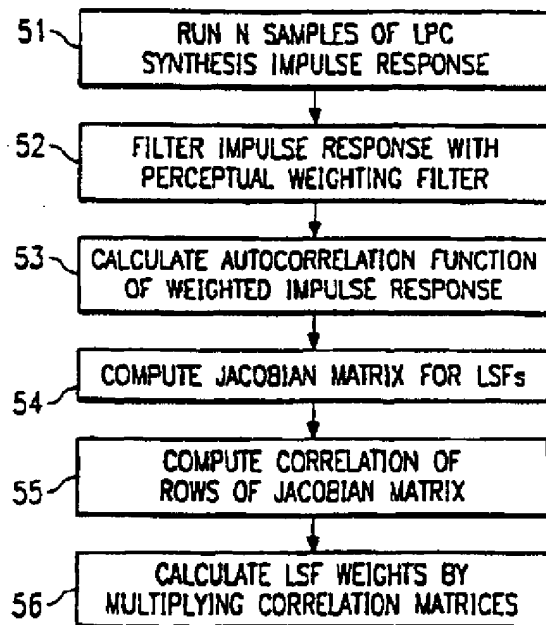 51
RUN N SAMPLES OF LPC
SYNTHESIS IMPULSE RESPONSE
52
FILTER IMPULSE RESPONSE WITH
PERCEPTUAL WEIGHTING FILTER
53
CALCULATE AUTOCORRELATION FUNCTION
OF WEIGHTED IMPULSE RESPONSE
54
COMPUTE JACOBIAN MATRIX FOR LSFs
55
COMPUTE CORRELATION OF
ROWS OF JACOBIAN MATRIX
56
CALCULATE LSF WEIGHTS BY
MULTIPLYING CORRELATION MATRICES